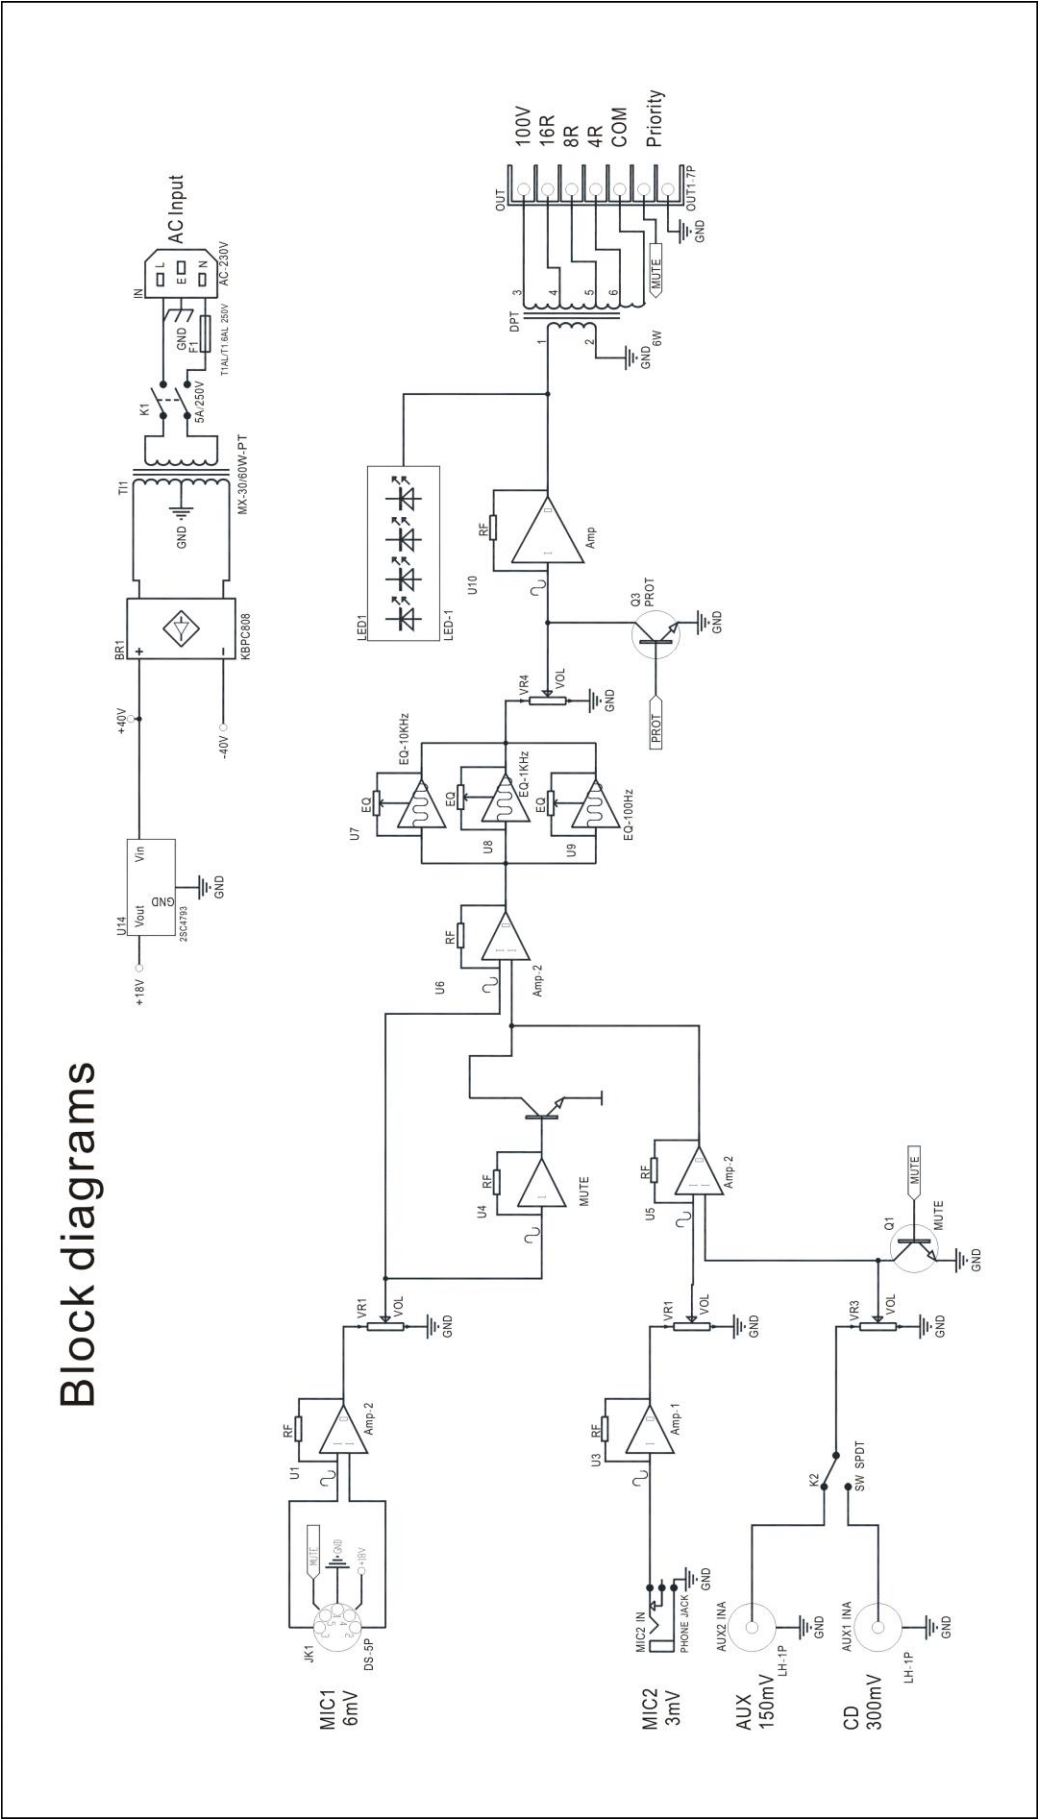 Block diagrams
+18V
U14
Vout
Vin
GND
2SC4793
GND
+40V
-40V
BR1
+
-
KBPC808
TI1
GND
MX-30/60W-PT
K1
5A/250V
GND
F1
T1AL/T1.6AL 250V
IN
L
E
N
AC-230V
AC Input
MIC1
6mV
JK1
DS-5P
MUTE
GND
+18V
U1
RF
Amp-2
VR1
VOL
GND
U4
RF
MUTE
U6
RF
Amp-2
U7
EQ
EQ-10KHz
U8
EQ
EQ-1KHz
U9
EQ
EQ-100Hz
VR4
VOL
GND
LED1
LED-1
U10
RF
Amp
Q3
PROT
GND
PROT
DPT
1
2
3
4
5
6
GND
6W
MUTE
OUT
OUT1-7P
GND
100V
16R
8R
4R
COM
Priority
MIC2
3mV
MIC2 IN
PHONE JACK
GND
U3
RF
Amp-1
VR1
VOL
GND
U5
RF
Amp-2
AUX
150mV
AUX2 INA
LH-1P
GND
CD
300mV
AUX1 INA
LH-1P
GND
K2
SW SPDT
VR3
VOL
GND
Q1
MUTE
MUTE
GND